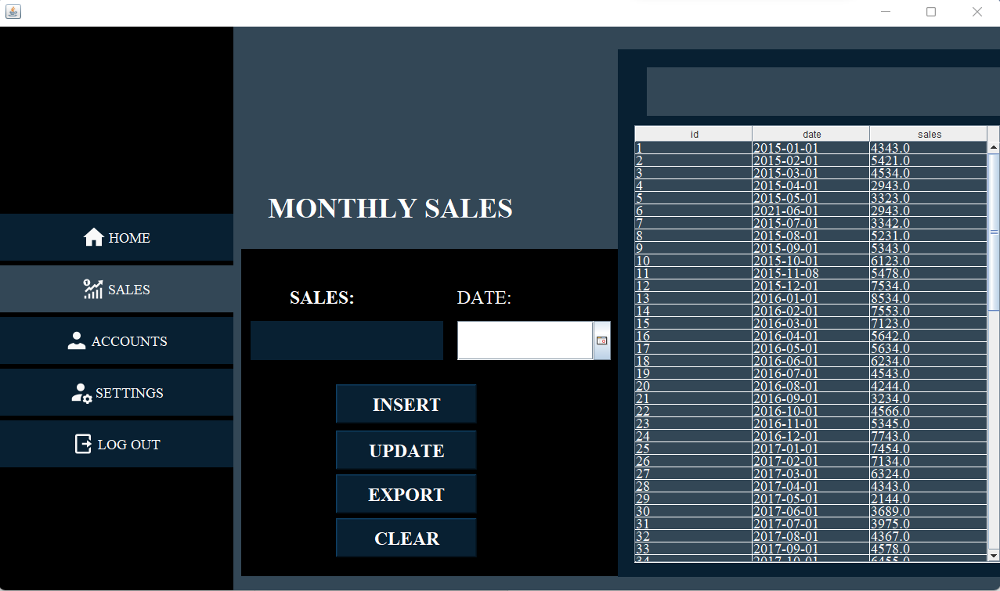 HOME
SALES
ACCOUNTS
SETTINGS
LOG OUT
MONTHLY SALES
SALES: DATE:
INSERT
UPDATE
EXPORT
CLEAR
id date sales
1 2015-01-01 4343.0
2 2015-02-01 5421.0
3 2015-03-01 4534.0
4 2015-04-01 2943.0
5 2015-05-01 3323.0
6 2021-06-01 2943.0
7 2015-07-01 3342.0
8 2015-08-01 5231.0
9 2015-09-01 5343.0
10 2015-10-01 6123.0
11 2015-11-08 5478.0
12 2015-12-01 7534.0
13 2016-01-01 8534.0
14 2016-02-01 7553.0
15 2016-03-01 7123.0
16 2016-04-01 5642.0
17 2016-05-01 5634.0
18 2016-06-01 6234.0
19 2016-07-01 4543.0
20 2016-08-01 4244.0
21 2016-09-01 3234.0
22 2016-10-01 4566.0
23 2016-11-01 5345.0
24 2016-12-01 7743.0
25 2017-01-01 7454.0
26 2017-02-01 7134.0
27 2017-03-01 6324.0
28 2017-04-01 4343.0
29 2017-05-01 2144.0
30 2017-06-01 3689.0
31 2017-07-01 3975.0
32 2017-08-01 4367.0
33 2017-09-01 4578.0
34 2017-10-01 6455.0